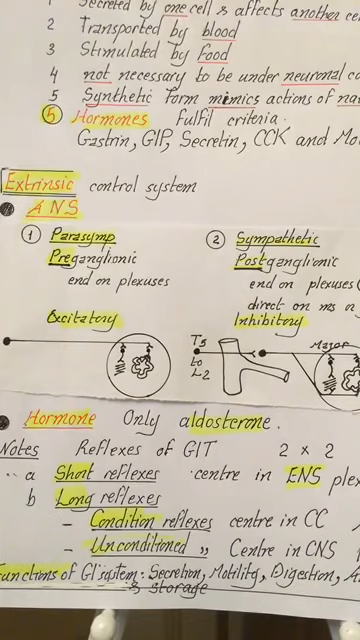 1 Secreted by one cell & affects another
2 Transported by blood
3 Stimulated by food
4 not necessary to be under neuronal
5 Synthetic form mimics actions of
5 Hormones fulfil criteria.
Gastrin, GIP, Secretin, CCK and
Extrinsic control system
ANS
1 Parasymp
Preganglionic
end on plexuses
Excitatory
2 Sympathetic
Postganglionic
end on plexuses
direct on ms
Inhibitory
T5
to
L2
Major
Hormone Only aldosterone.
Notes Reflexes of GIT 2 x 2
a Short reflexes centre in ENS
b Long reflexes
- Condition reflexes centre in CC
- Unconditioned ,, Centre in CNS
Functions of GI system: Secretion, Motility, Digestion,
& storage